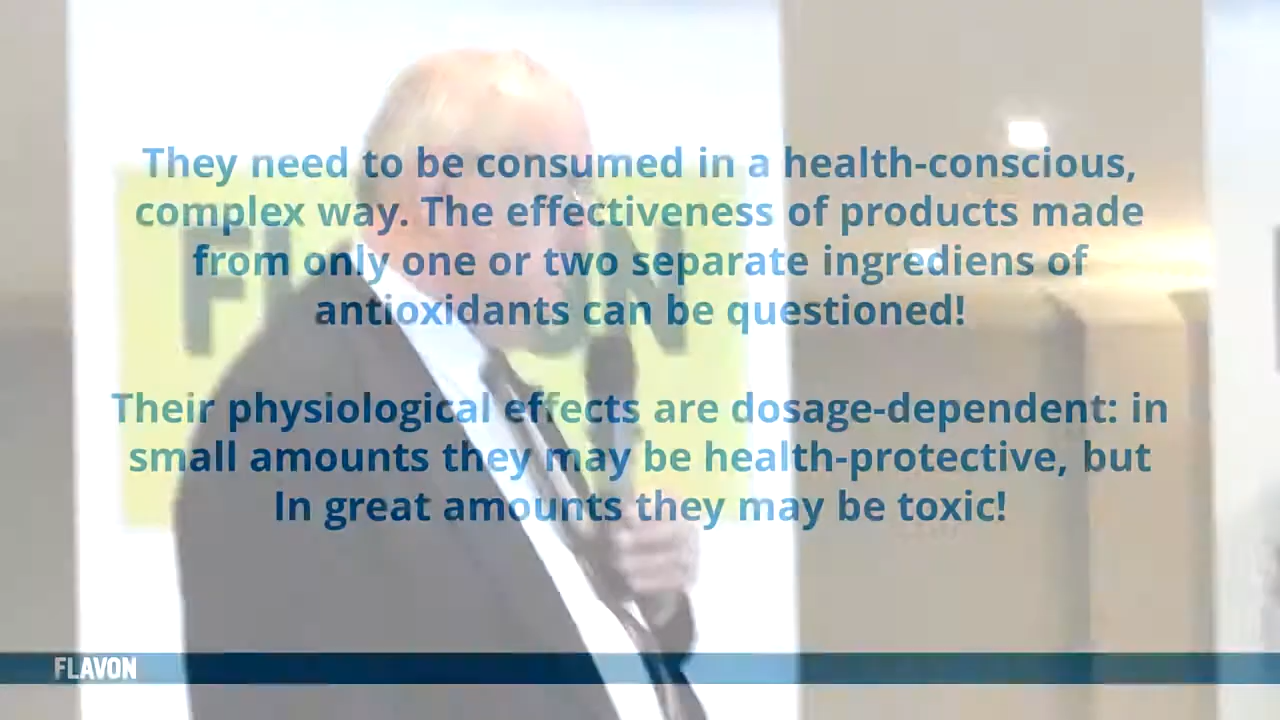 They need to be consumed in a health-conscious,
complex way. The effectiveness of products made
from only one or two separate ingrediens of
antioxidants can be questioned!
Their physiological effects are dosage-dependent: in
small amounts they may be health-protective, but
In great amounts they may be toxic!
FLAVON
FLAVON